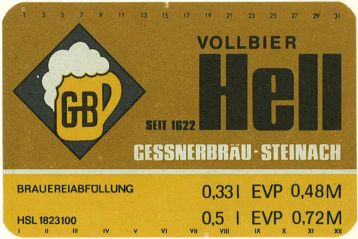 1 3 5 7 9 11 13 15 17 19 21 23 25 27 29 31
VOLLBIER
GB
SEIT 1622
Hell
GESSNERBRÄU-STEINACH
BRAUEREIABFÜLLUNG
0,33 l EVP 0,48 M
HSL 1823100
0,5 l EVP 0,72 M
I II III IV V VI VII VIII IX X XI XII